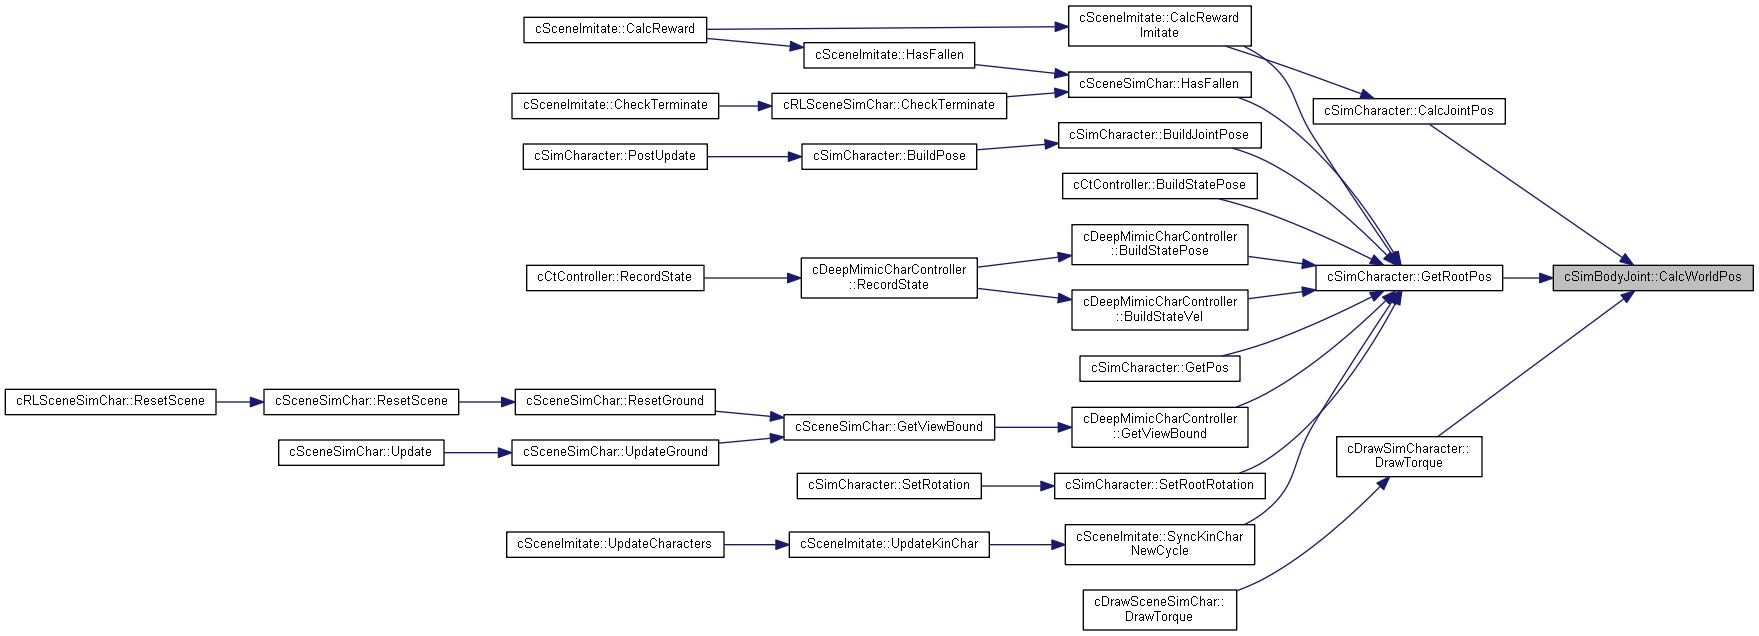 cSceneImitate::CalcReward
Imitate
cSceneImitate::CalcReward
cSceneImitate::HasFallen
cSceneSimChar::HasFallen
cSceneImitate::CheckTerminate
cRLSceneSimChar::CheckTerminate
cSimCharacter::CalcJointPos
cSimCharacter::BuildJointPose
cSimCharacter::PostUpdate
cSimCharacter::BuildPose
cCtController::BuildStatePose
cDeepMimicCharController
::BuildStatePose
cCtController::RecordState
cDeepMimicCharController
::RecordState
cSimCharacter::GetRootPos
cSimBodyJoint::CalcWorldPos
cDeepMimicCharController
::BuildStateVel
cSimCharacter::GetPos
cRLSceneSimChar::ResetScene
cSceneSimChar::ResetScene
cSceneSimChar::ResetGround
cSceneSimChar::GetViewBound
cDeepMimicCharController
::GetViewBound
cSceneSimChar::Update
cSceneSimChar::UpdateGround
cDrawSimCharacter::
DrawTorque
cSimCharacter::SetRotation
cSimCharacter::SetRootRotation
cSceneImitate::UpdateCharacters
cSceneImitate::UpdateKinChar
cSceneImitate::SyncKinChar
NewCycle
cDrawSceneSimChar::
DrawTorque